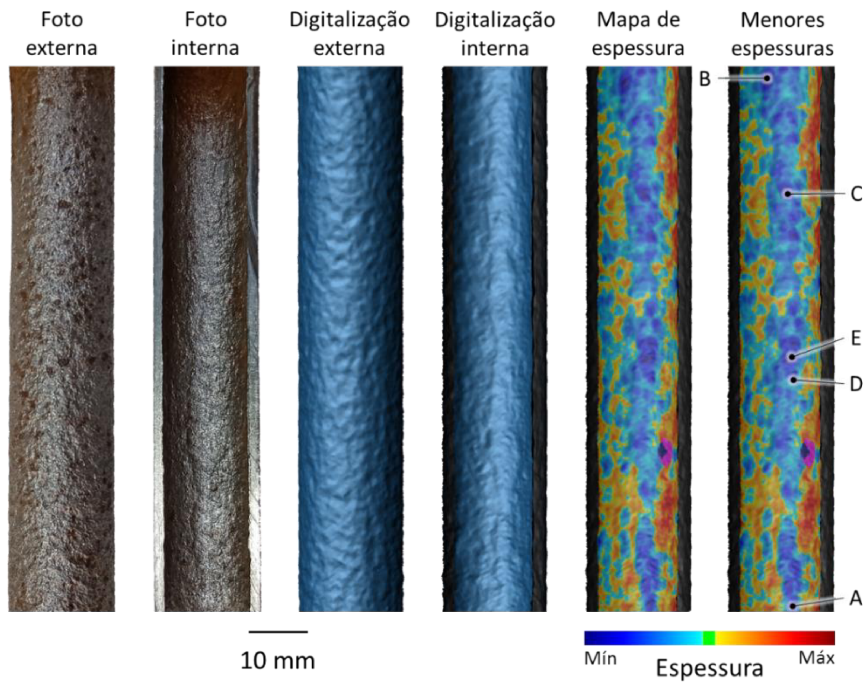 Foto
externa
Foto
interna
Digitalização
externa
Digitalização
interna
Mapa de
espessura
Menores
espessuras
B
C
E
D
A
10 mm
Mín
Máx
Espessura